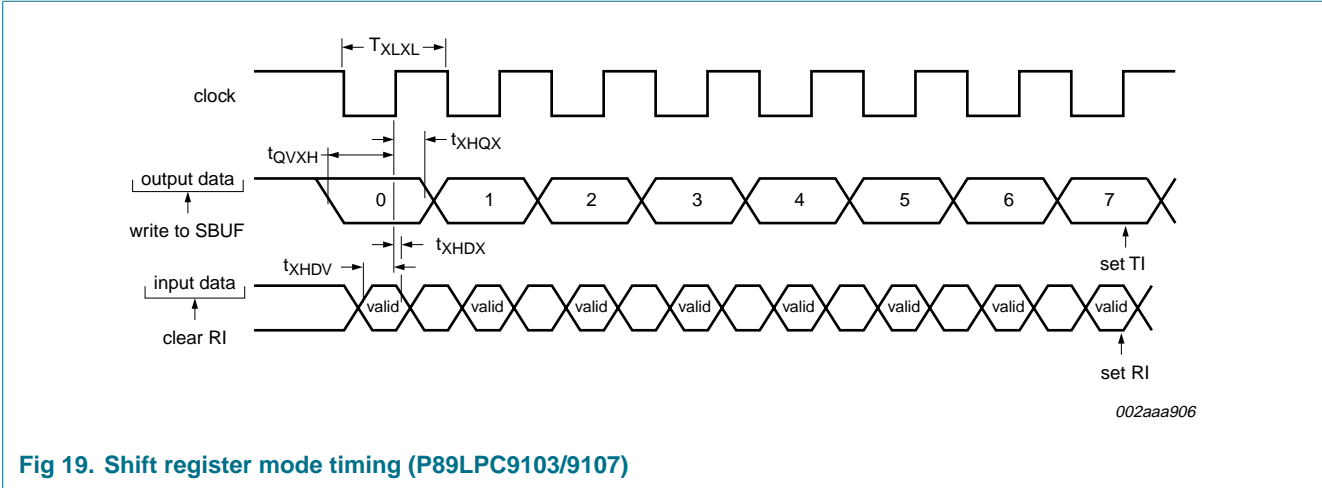 TXLXL
clock
tXHQX
tQVXH
output data
0 1 2 3 4 5 6 7
write to SBUF
tXHDX
set TI
tXHDV
input data
valid valid valid valid valid valid valid valid
clear RI
set RI
002aaa906
Fig 19. Shift register mode timing (P89LPC9103/9107)